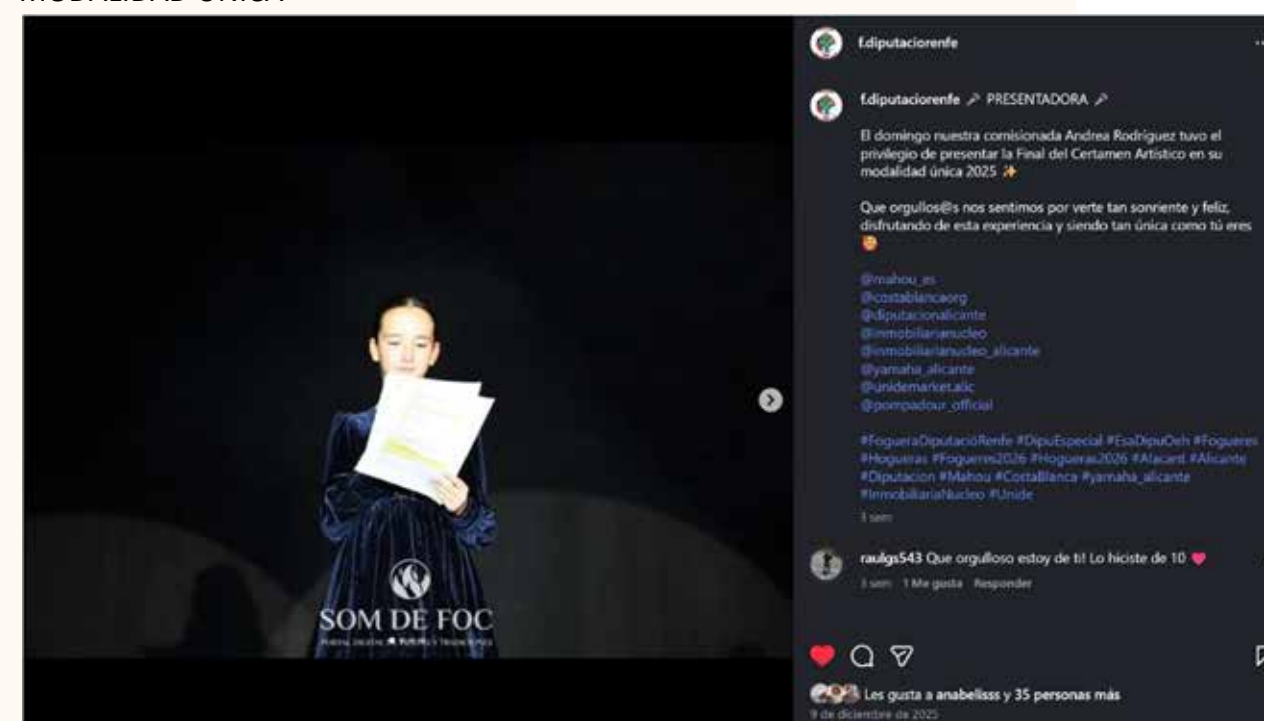 MODALIDAD ÚNICA
f.diputaciorenfe
f.diputaciorenfe 🎤 PRESENTADORA 🎤
El domingo nuestra comisionada Andrea Rodríguez tuvo el
privilegio de presentar la Final del Certamen Artístico en su
modalidad única 2025 ✨
Que orgullos@s nos sentimos por verte tan sonriente y feliz,
disfrutando de esta experiencia y siendo tan única como tú eres
🥰
@mahou_es
@costablancaorg
@diputacionalicante
@inmobiliarianucleo
@inmobiliarianucleo_alicante
@yamaha_alicante
@unidemarket.alic
@pompadour_official
#FogueraDiputacióRenfe #DipuEspecial #EsaDipuOeh #Fogueres
#Hogueras #Fogueres2026 #Hogueras2026 #Alacant #Alicante
#Diputacion #Mahou #CostaBlanca #yamaha_alicante
#InmobiliariaNucleo #Unide
3 sem
raulgs543 Que orgulloso estoy de ti! Lo hiciste de 10 💗
3 sem 1 Me gusta Responder
SOM DE FOC
Les gusta a anabelisss y 35 personas más
9 de diciembre de 2025